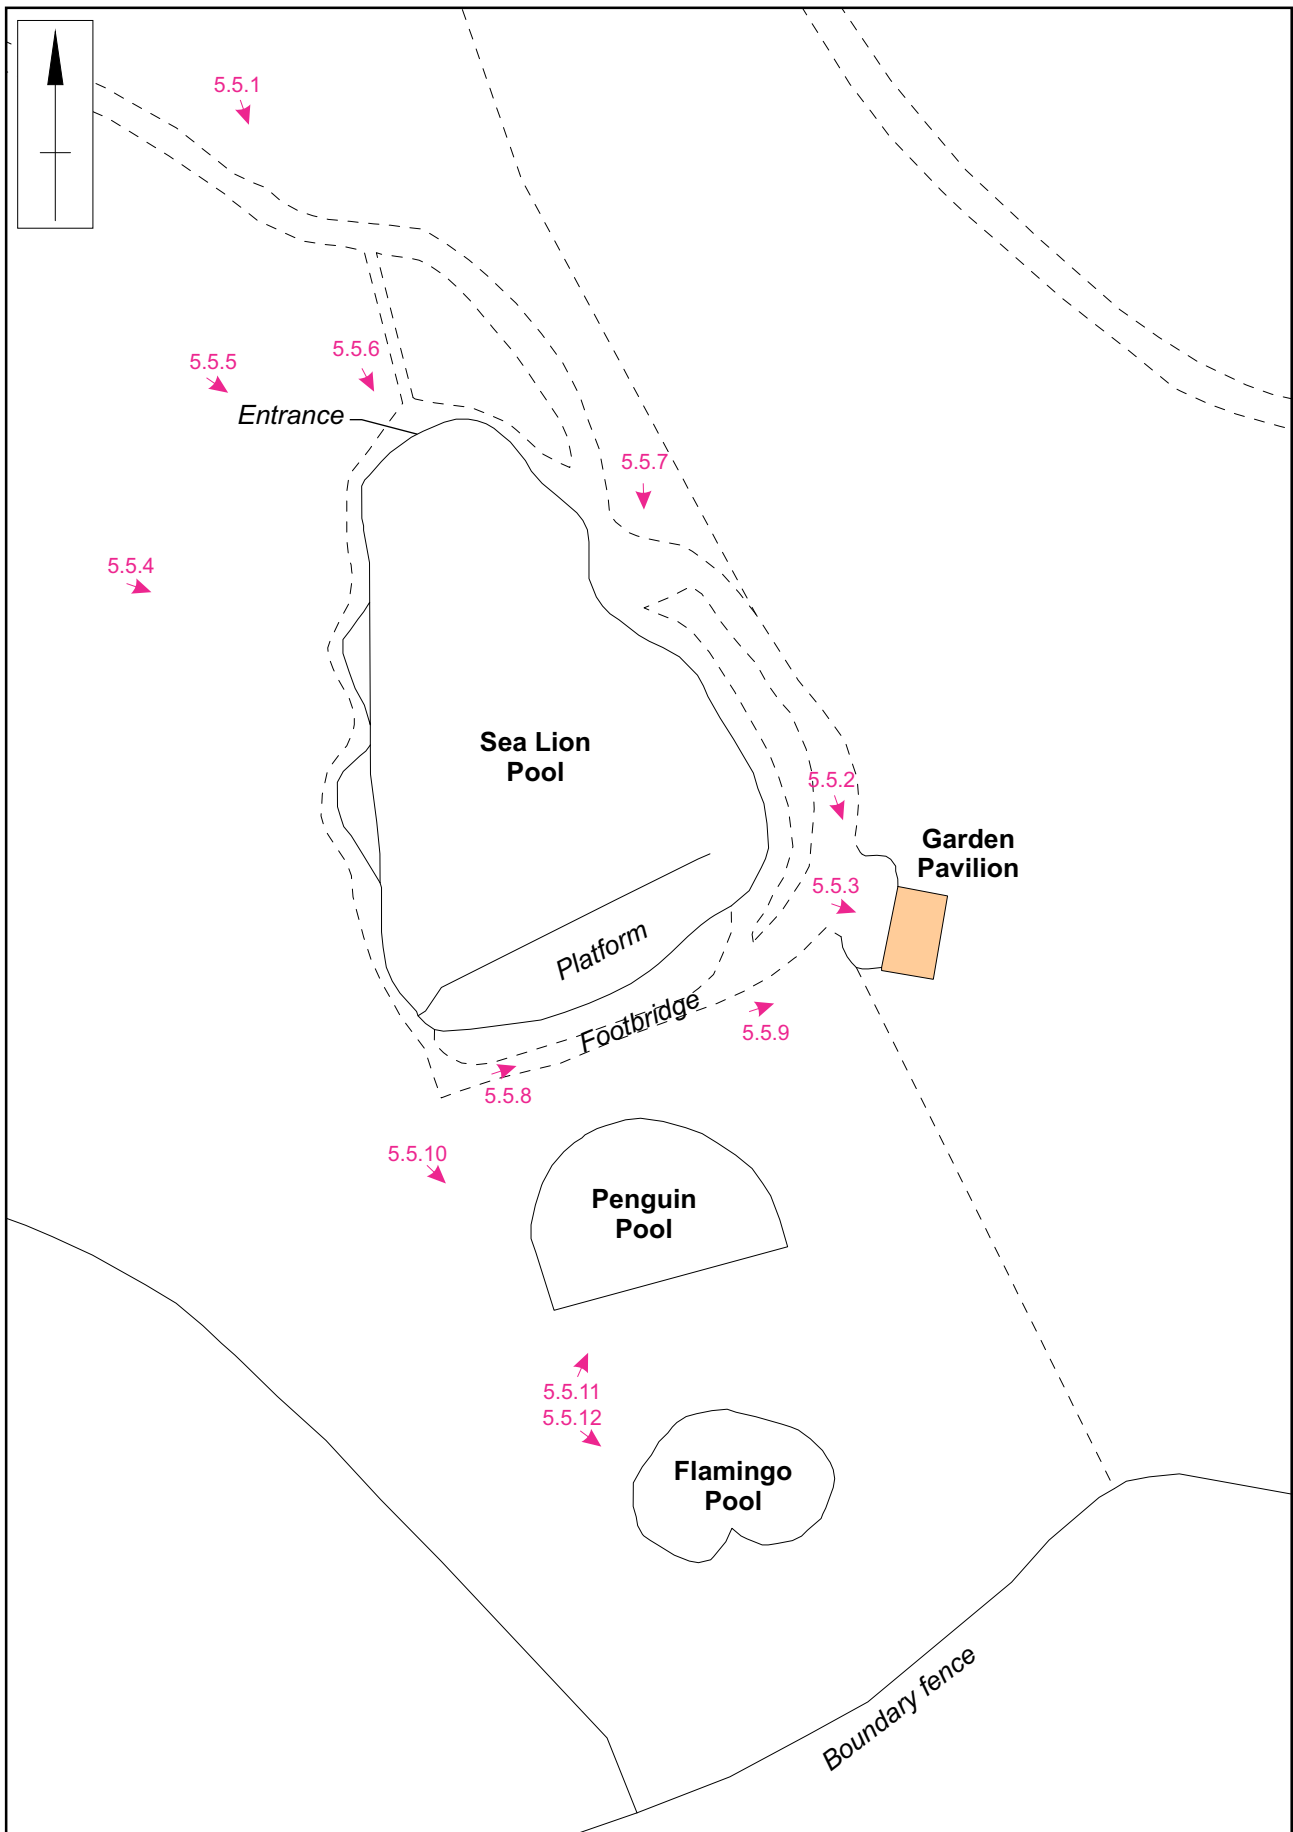 5.5.1
5.5.5
5.5.6
Entrance
5.5.7
5.5.4
Sea Lion
Pool
5.5.2
Garden
Pavilion
5.5.3
Platform
Footbridge
5.5.9
5.5.8
5.5.10
Penguin
Pool
5.5.11
5.5.12
Flamingo
Pool
Boundary fence